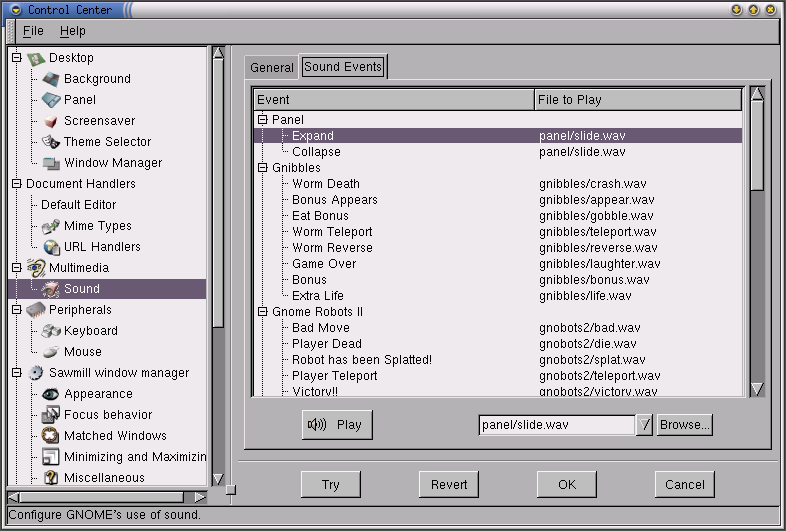 Control Center
File Help
Desktop
Background
Panel
Screensaver
Theme Selector
Window Manager
Document Handlers
Default Editor
Mime Types
URL Handlers
Multimedia
Sound
Peripherals
Keyboard
Mouse
Sawmill window manager
Appearance
Focus behavior
Matched Windows
Minimizing and Maximizin
Miscellaneous
General Sound Events
Event File to Play
Panel
Expand panel/slide.wav
Collapse panel/slide.wav
Gnibbles
Worm Death gnibbles/crash.wav
Bonus Appears gnibbles/appear.wav
Eat Bonus gnibbles/gobble.wav
Worm Teleport gnibbles/teleport.wav
Worm Reverse gnibbles/reverse.wav
Game Over gnibbles/laughter.wav
Bonus gnibbles/bonus.wav
Extra Life gnibbles/life.wav
Gnome Robots II
Bad Move gnobots2/bad.wav
Player Dead gnobots2/die.wav
Robot has been Splatted! gnobots2/splat.wav
Player Teleport gnobots2/teleport.wav
Victory!! gnobots2/victory.wav
Play panel/slide.wav Browse...
Try Revert OK Cancel
Configure GNOME's use of sound.